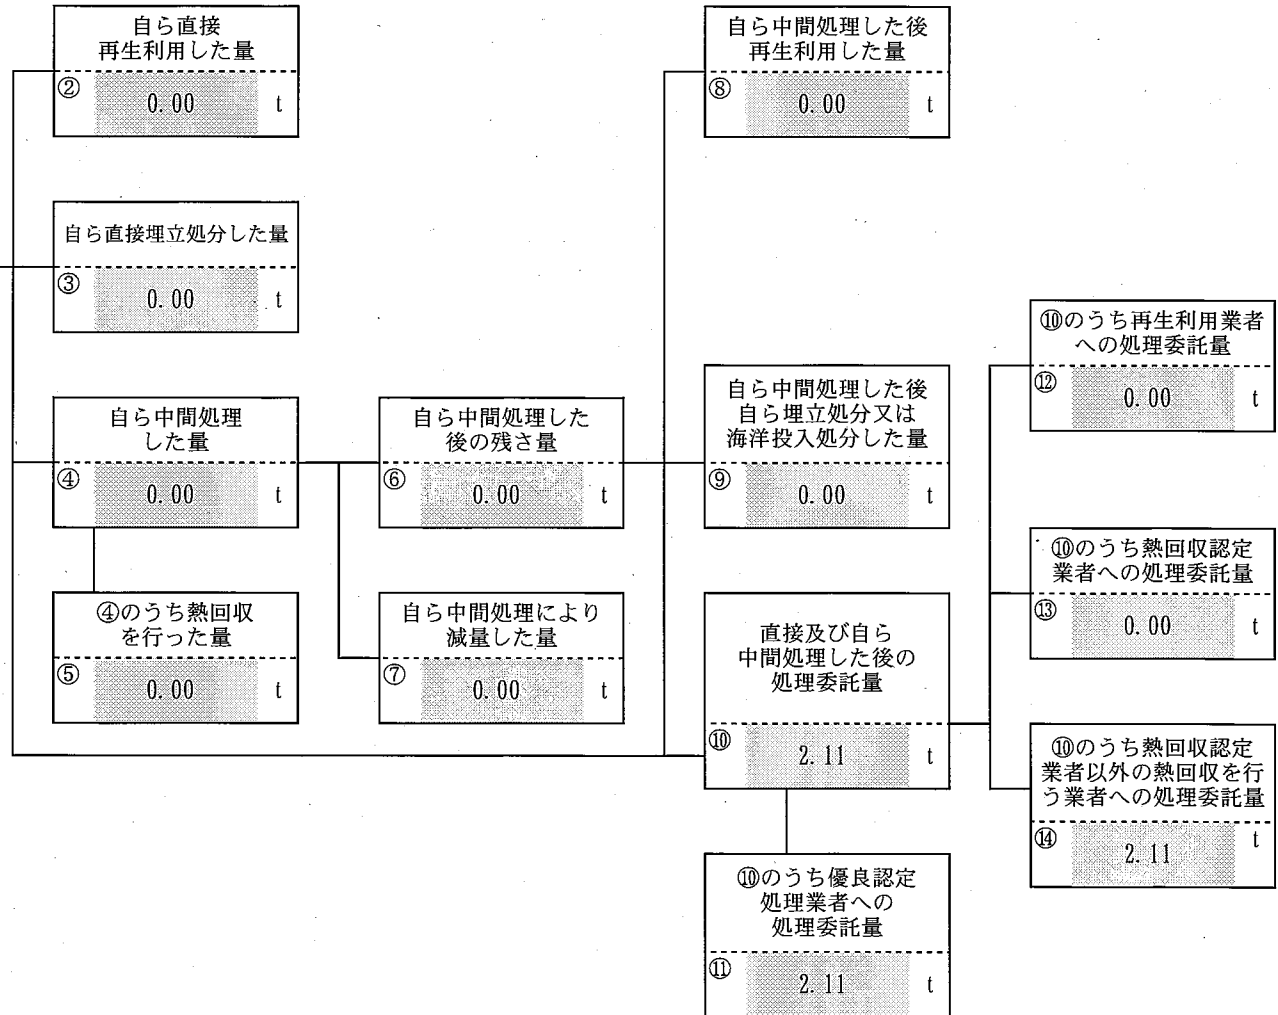 自ら直接
再生利用した量
② 0.00 t
自ら中間処理した後
再生利用した量
⑧ 0.00 t
自ら直接埋立処分した量
③ 0.00 t
⑩のうち再生利用業者
への処理委託量
⑫ 0.00 t
自ら中間処理
した量
④ 0.00 t
自ら中間処理した
後の残さ量
⑥ 0.00 t
自ら中間処理した後
自ら埋立処分又は
海洋投入処分した量
⑨ 0.00 t
⑩のうち熱回収認定
業者への処理委託量
⑬ 0.00 t
④のうち熱回収
を行った量
⑤ 0.00 t
自ら中間処理により
減量した量
⑦ 0.00 t
直接及び自ら
中間処理した後の
処理委託量
⑩ 2.11 t
⑩のうち熱回収認定
業者以外の熱回収を行
う業者への処理委託量
⑭ 2.11 t
⑩のうち優良認定
処理業者への
処理委託量
⑪ 2.11 t